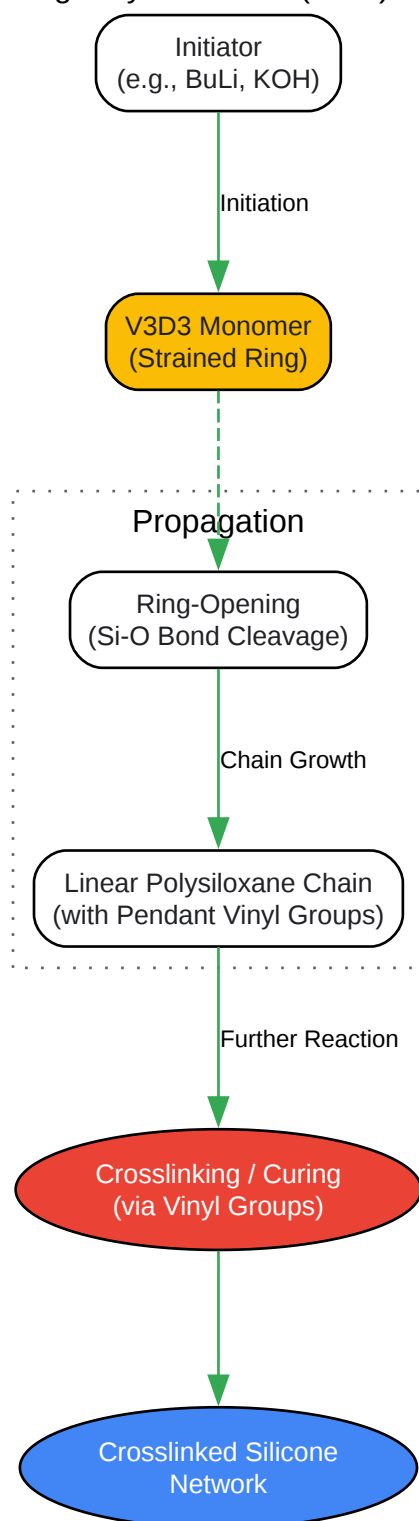 Initiator
(e.g., BuLi, KOH)
Initiation
V3D3 Monomer
(Strained Ring)
Propagation
Ring-Opening
(Si-O Bond Cleavage)
Chain Growth
Linear Polysiloxane Chain
(with Pendant Vinyl Groups)
Further Reaction
Crosslinking / Curing
(via Vinyl Groups)
Crosslinked Silicone
Network